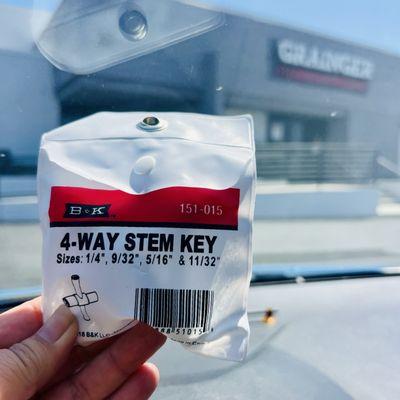 GRAINGER
B&K
151-015
4-WAY STEM KEY
Sizes: 1/4", 9/32", 5/16" & 11/32"